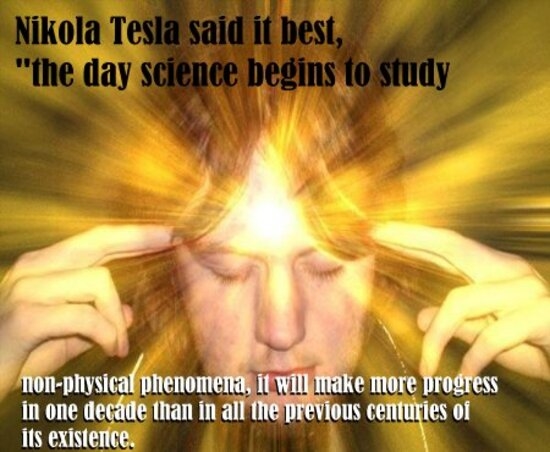 Nikola Tesla said it best,
"the day science begins to study
non-physical phenomena, it will make more progress
in one decade than in all the previous centuries of
its existence.